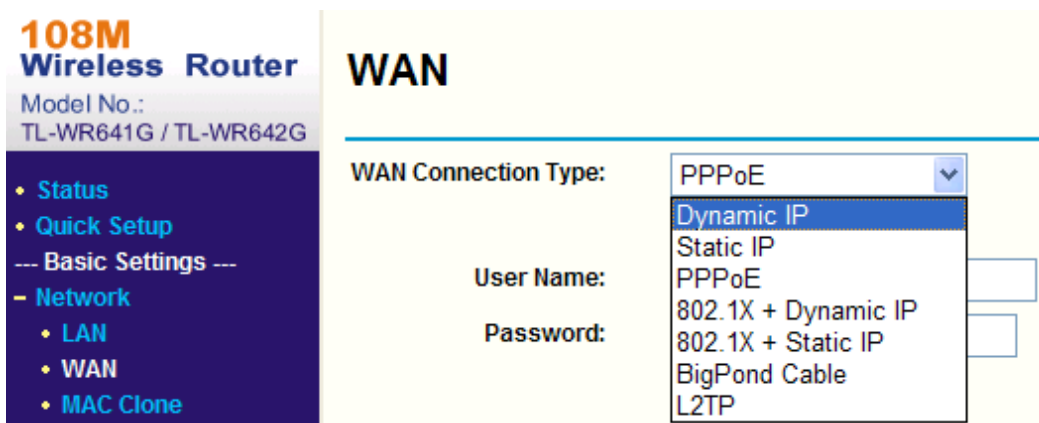 108M
Wireless Router
Model No.:
TL-WR641G / TL-WR642G
• Status
• Quick Setup
--- Basic Settings ---
– Network
• LAN
• WAN
• MAC Clone
WAN
WAN Connection Type:
PPPoE
Dynamic IP
Static IP
PPPoE
802.1X + Dynamic IP
802.1X + Static IP
BigPond Cable
L2TP
User Name:
Password: